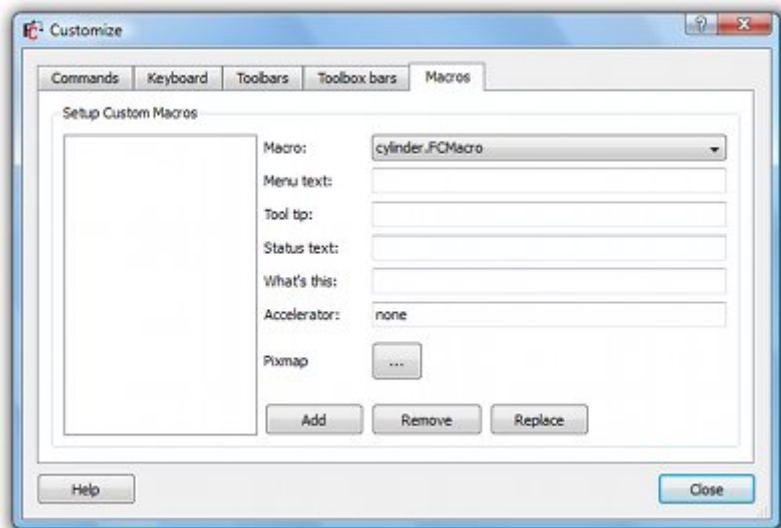 Customize
Commands Keyboard Toolbars Toolbox bars Macros
Setup Custom Macros
Macro: cylinder.FCMacro
Menu text:
Tool tip:
Status text:
What's this:
Accelerator: none
Pixmap ...
Add Remove Replace
Help Close